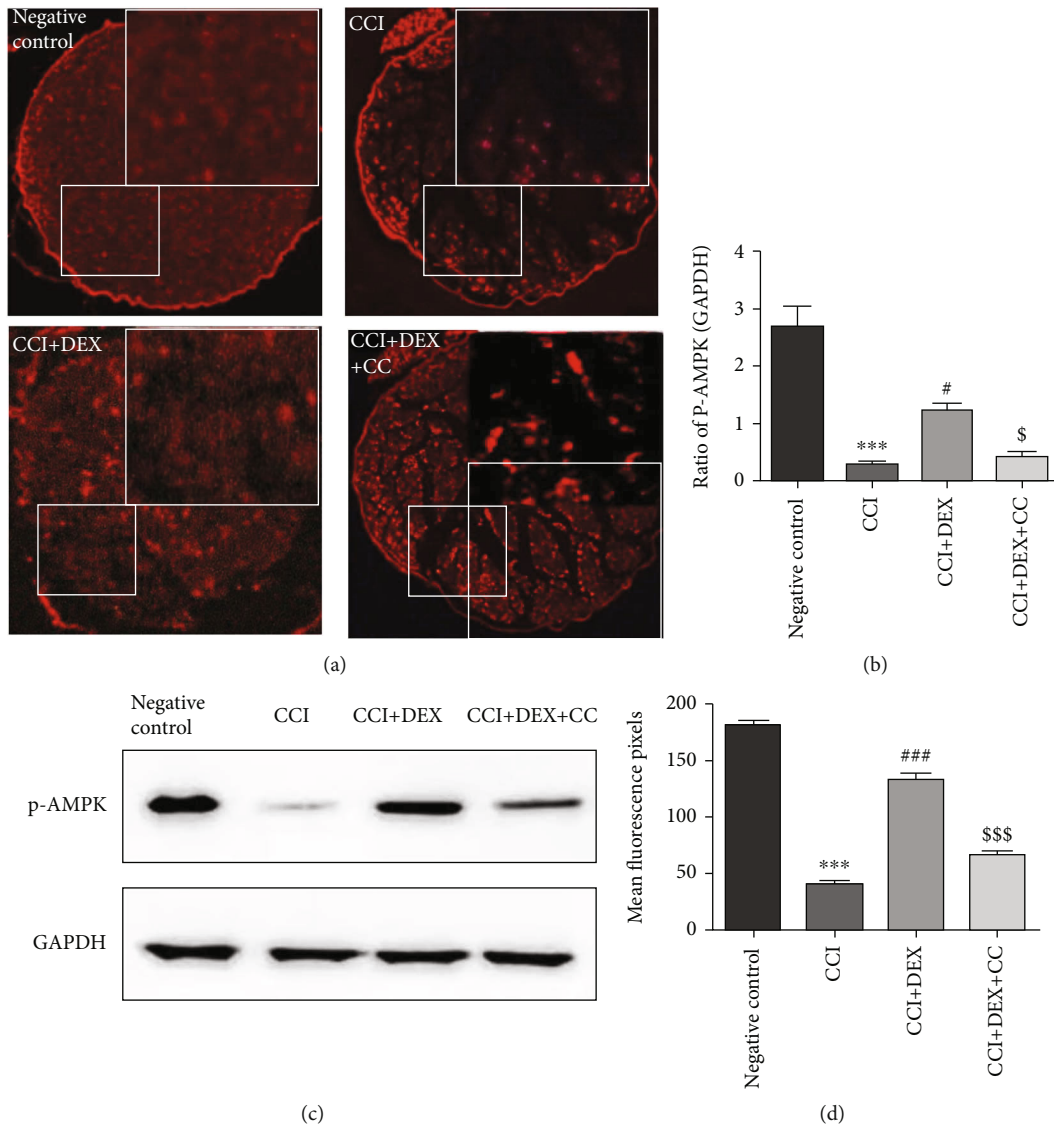 Negative
control
CCI
CCI+DEX
CCI+DEX
+CC
(a)
Ratio of P-AMPK (GAPDH)
4
3
2
1
0
***
#
$
Negative control
CCI
CCI+DEX
CCI+DEX+CC
(b)
Negative
control
CCI
CCI+DEX
CCI+DEX+CC
p-AMPK
GAPDH
(c)
Mean fluorescence pixels
200
150
100
50
0
***
###
$$$
Negative control
CCI
CCI+DEX
CCI+DEX+CC
(d)